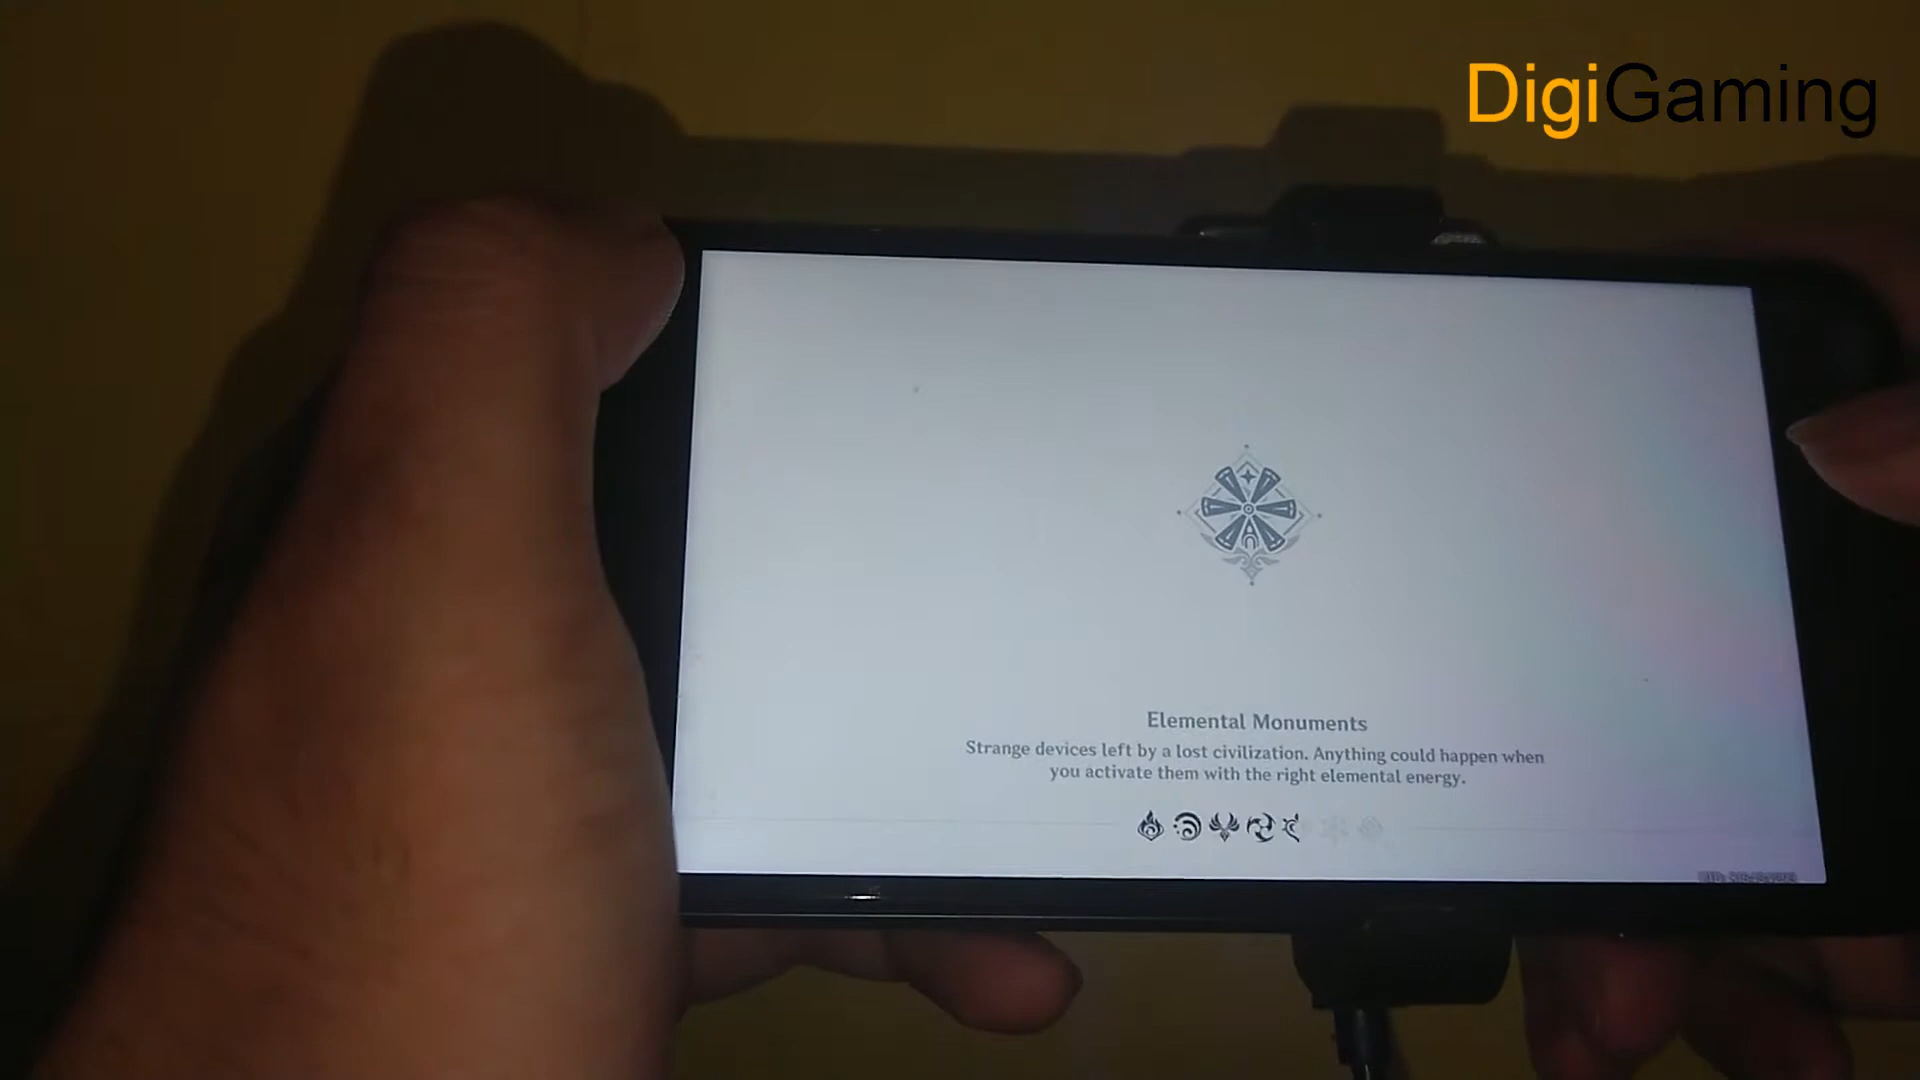 DigiGaming
Elemental Monuments
Strange devices left by a lost civilization. Anything could happen when
you activate them with the right elemental energy.